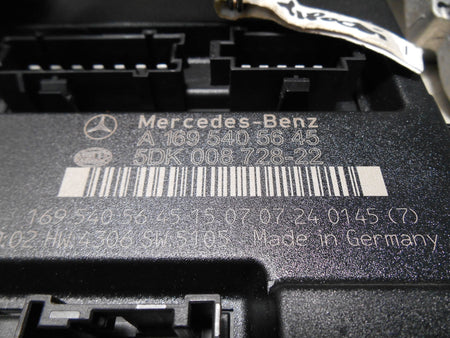 Mercedes-Benz
A 169 540 56 45
5DK 008 728-22
169 540 56 45 15 07 07 24 0145 (7)
.02 HW.4306 SW.5105 Made in Germany